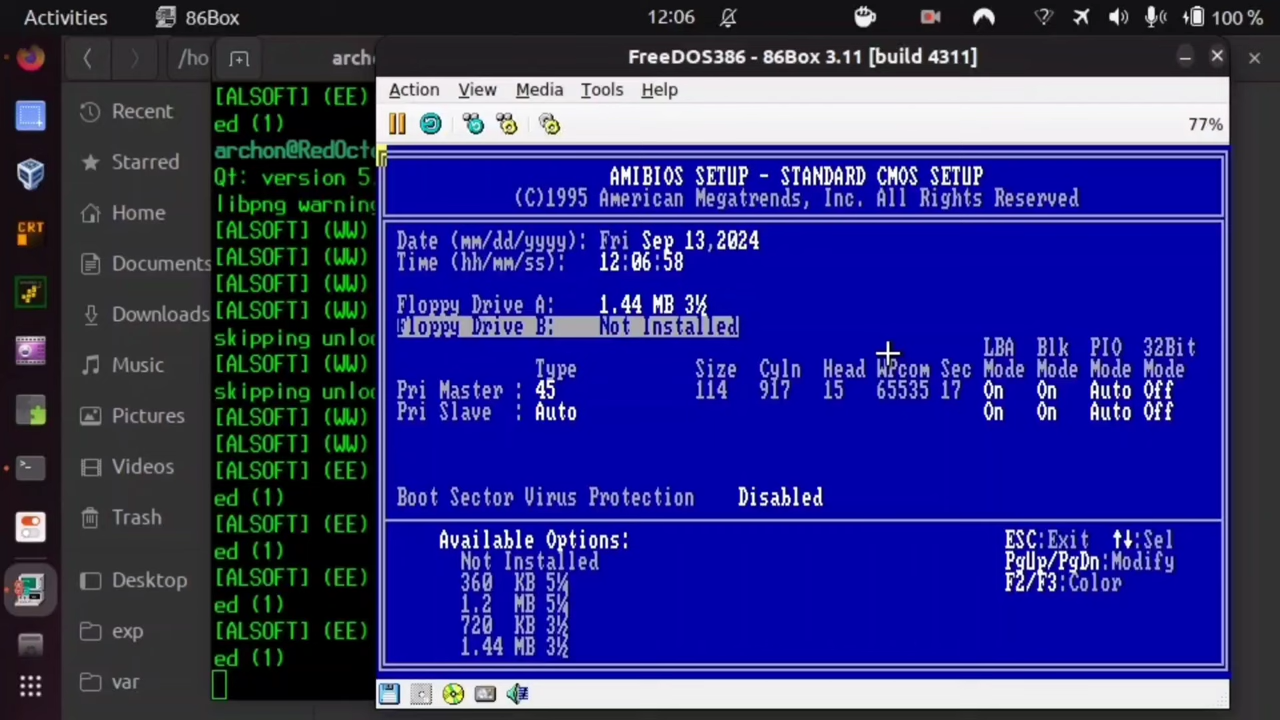 Activities 86Box 12:06 100 %
/ho arch
FreeDOS386 - 86Box 3.11 [build 4311]
Action View Media Tools Help
77%
Recent
Starred
Home
Documents
Downloads
Music
Pictures
Videos
Trash
Desktop
exp
var
CRT
[ALSOFT] (EE)
ed (1)
archon@RedOcto
Qt: version 5.
libpng warning
[ALSOFT] (WW)
[ALSOFT] (WW)
[ALSOFT] (WW)
[ALSOFT] (WW)
skipping unloc
[ALSOFT] (WW)
skipping unloc
[ALSOFT] (WW)
[ALSOFT] (WW)
[ALSOFT] (EE)
ed (1)
[ALSOFT] (EE)
ed (1)
[ALSOFT] (EE)
ed (1)
[ALSOFT] (EE)
ed (1)
AMIBIOS SETUP - STANDARD CMOS SETUP
(C)1995 American Megatrends, Inc. All Rights Reserved
Date (mm/dd/yyyy): Fri Sep 13,2024
Time (hh/mm/ss): 12:06:58
Floppy Drive A: 1.44 MB 3½
Floppy Drive B: Not Installed
LBA Blk PIO 32Bit
Type Size Cyln Head WPcom Sec Mode Mode Mode Mode
Pri Master : 45 114 917 15 65535 17 On On Auto Off
Pri Slave : Auto On On Auto Off
Boot Sector Virus Protection Disabled
Available Options:
Not Installed
360 KB 5¼
1.2 MB 5¼
720 KB 3½
1.44 MB 3½
ESC:Exit ↑↓:Sel
PgUp/PgDn:Modify
F2/F3:Color